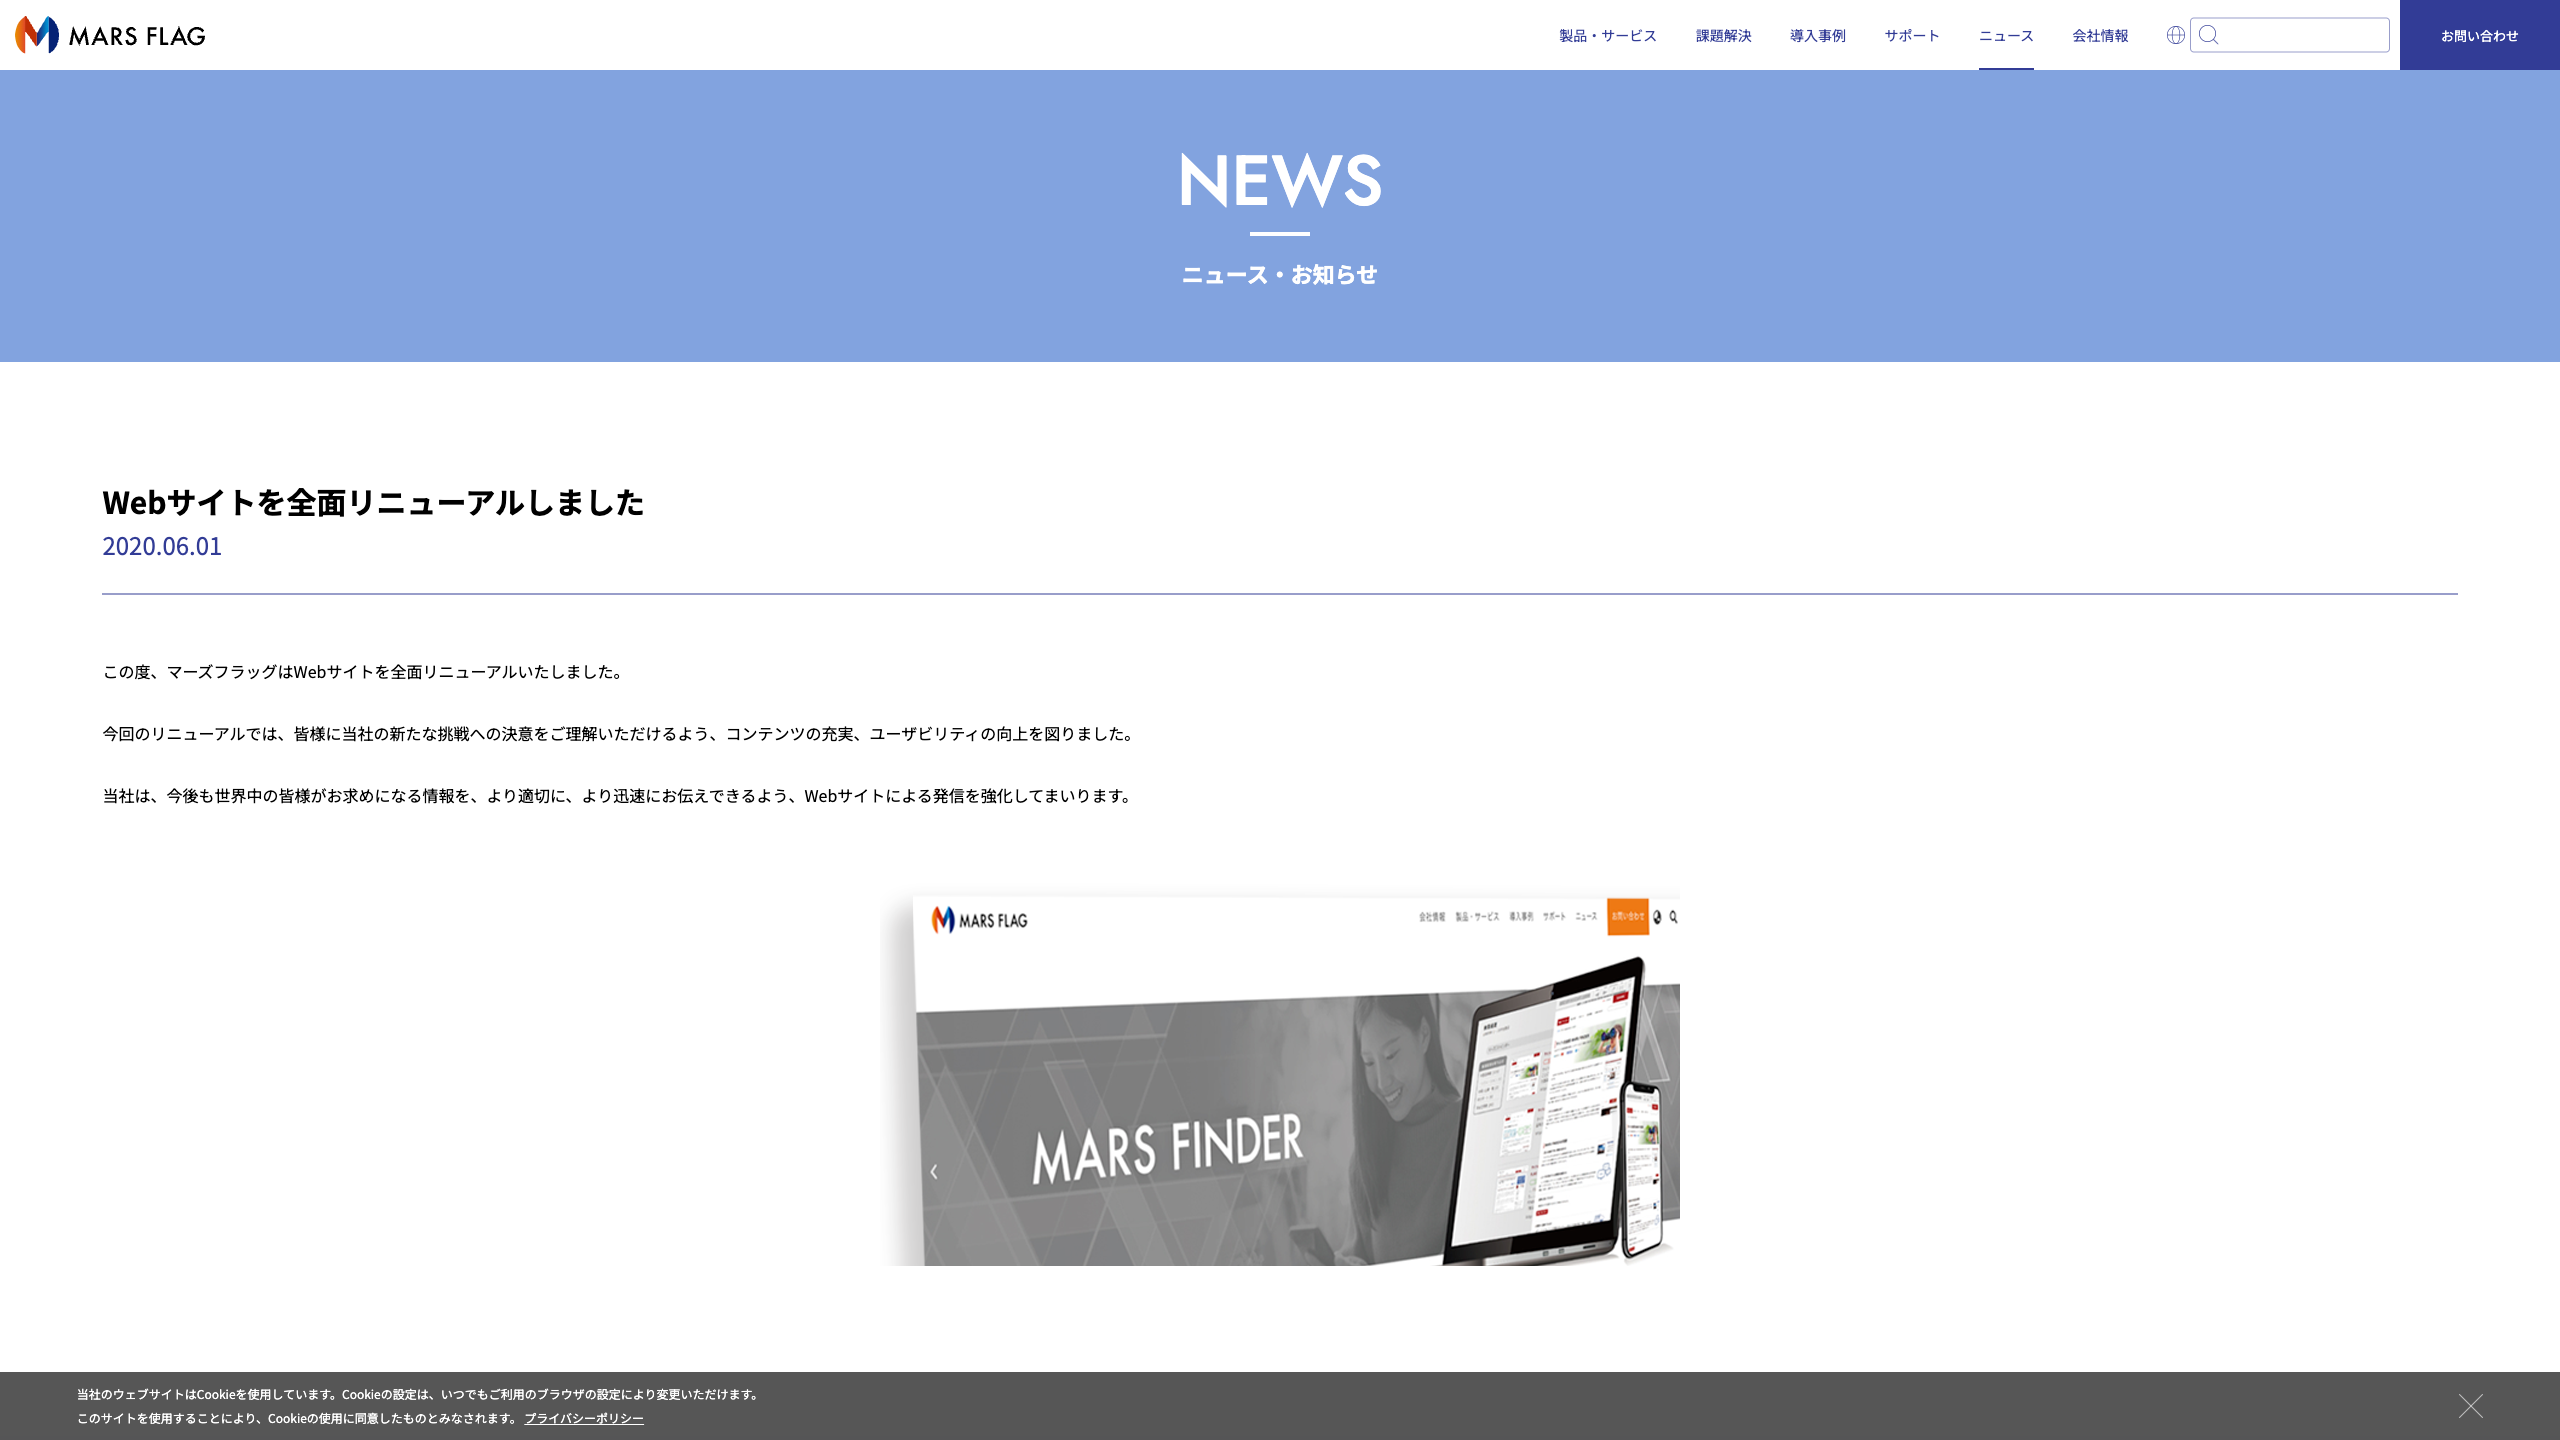 MARS FLAG
製品・サービス 課題解決 導入事例 サポート ニュース 会社情報 お問い合わせ
NEWS
ニュース・お知らせ
Webサイトを全面リニューアルしました
2020.06.01
この度、マーズフラッグはWebサイトを全面リニューアルいたしました。
今回のリニューアルでは、皆様に当社の新たな挑戦への決意をご理解いただけるよう、コンテンツの充実、ユーザビリティの向上を図りました。
当社は、今後も世界中の皆様がお求めになる情報を、より適切に、より迅速にお伝えできるよう、Webサイトによる発信を強化してまいります。
MARS FLAG
会社情報 製品・サービス 導入事例 サポート ニュース お問い合わせ
MARS FINDER
当社のウェブサイトはCookieを使用しています。Cookieの設定は、いつでもご利用のブラウザの設定により変更いただけます。
このサイトを使用することにより、Cookieの使用に同意したものとみなされます。 プライバシーポリシー